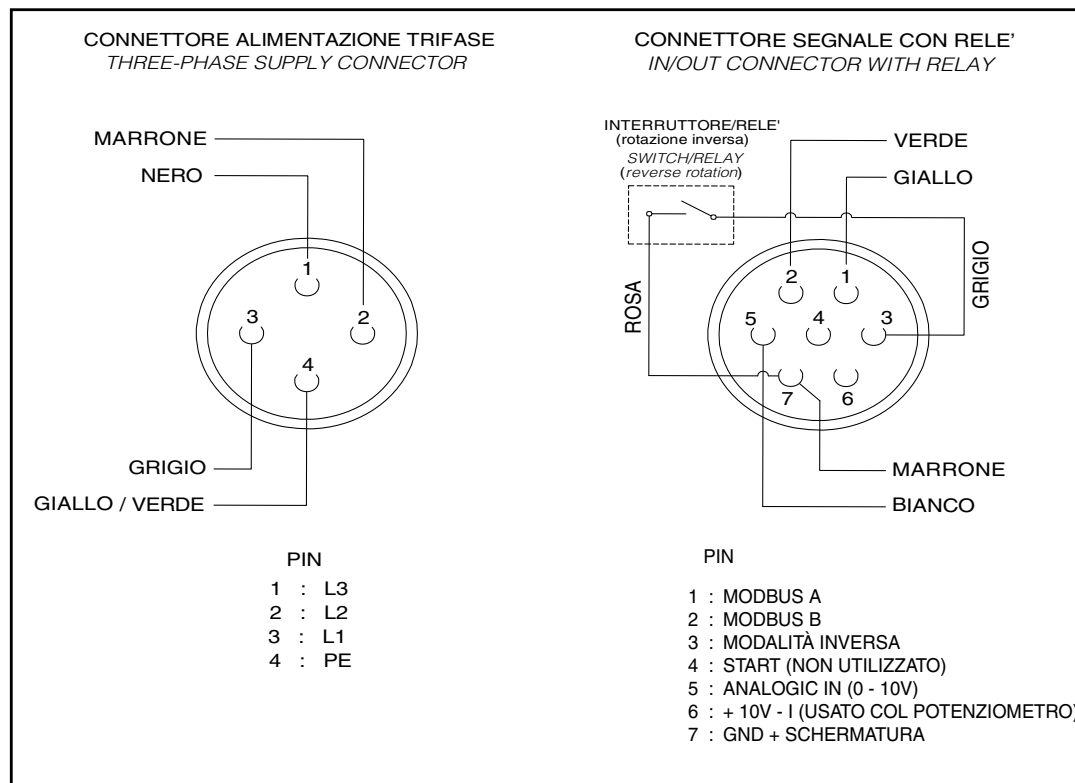 CONNETTORE ALIMENTAZIONE TRIFASE
THREE-PHASE SUPPLY CONNECTOR
MARRONE
NERO
1
3
2
4
GRIGIO
GIALLO / VERDE
PIN
1 : L3
2 : L2
3 : L1
4 : PE
CONNETTORE SEGNALE CON RELE'
IN/OUT CONNECTOR WITH RELAY
INTERRUTTORE/RELE'
(rotazione inversa)
SWITCH/RELAY
(reverse rotation)
VERDE
GIALLO
ROSA
GRIGIO
2
1
5
4
3
7
6
MARRONE
BIANCO
PIN
1 : MODBUS A
2 : MODBUS B
3 : MODALITÀ INVERSA
4 : START (NON UTILIZZATO)
5 : ANALOGIC IN (0 - 10V)
6 : + 10V - I (USATO COL POTENZIOMETRO)
7 : GND + SCHERMATURA